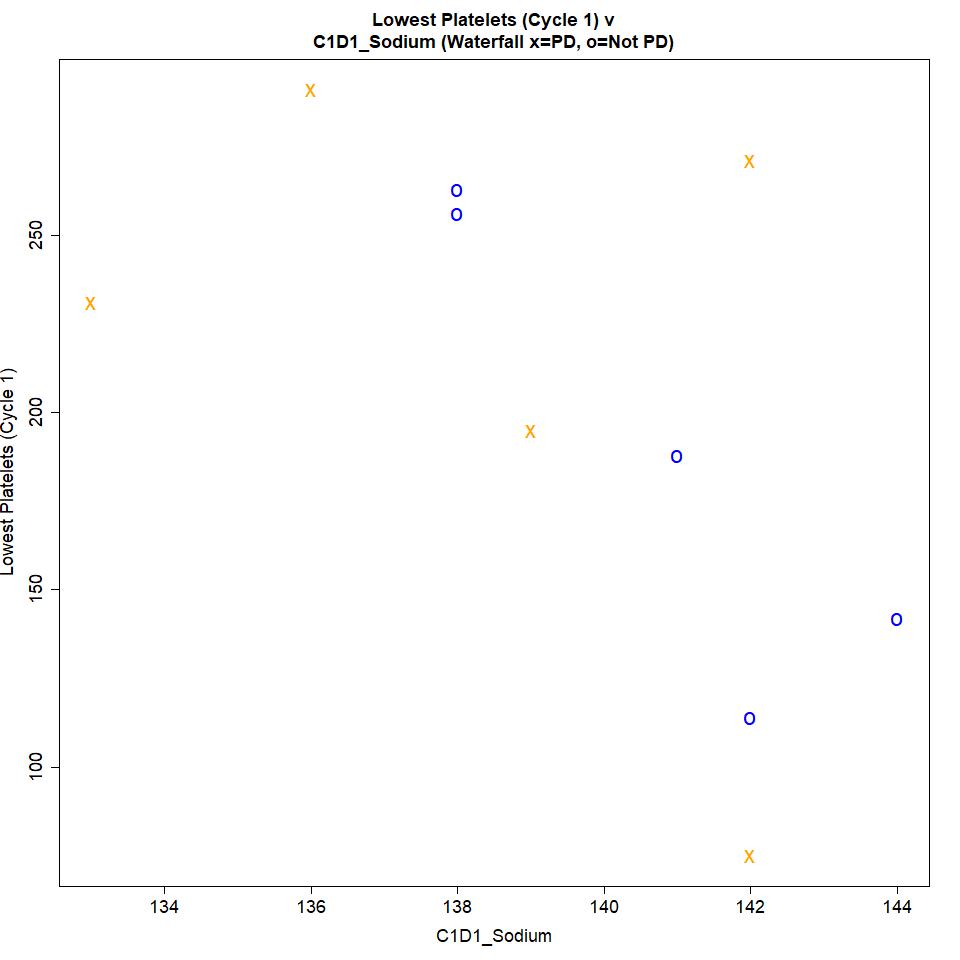 Lowest Platelets (Cycle 1) v
C1D1_Sodium (Waterfall x=PD, o=Not PD)
Lowest Platelets (Cycle 1)
250
200
150
100
X
X
O
O
X
X
O
O
O
X
134 136 138 140 142 144
C1D1_Sodium